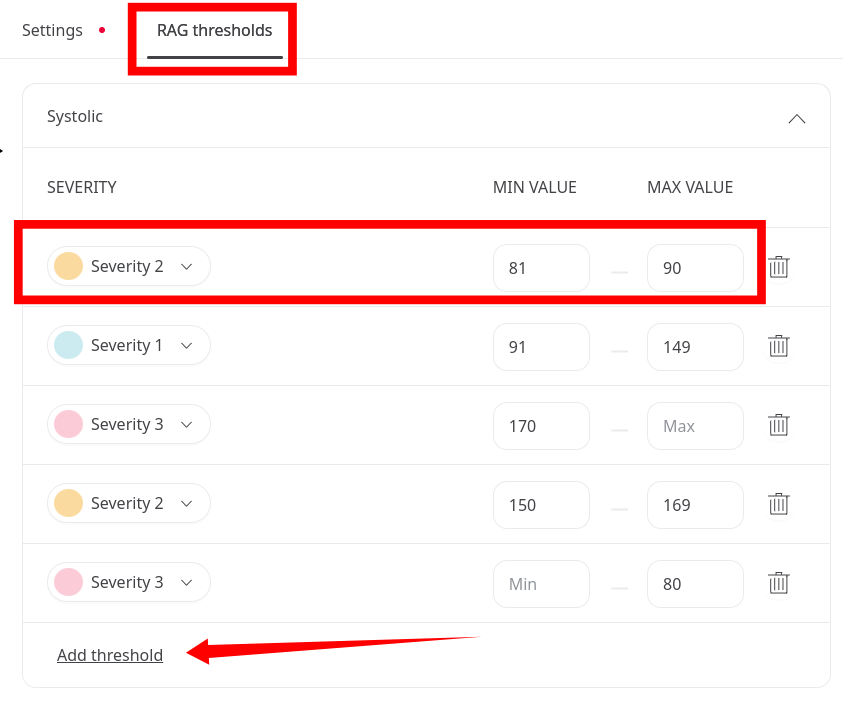 Settings RAG thresholds
Systolic
SEVERITY MIN VALUE MAX VALUE
Severity 2 81 90
Severity 1 91 149
Severity 3 170 Max
Severity 2 150 169
Severity 3 Min 80
Add threshold